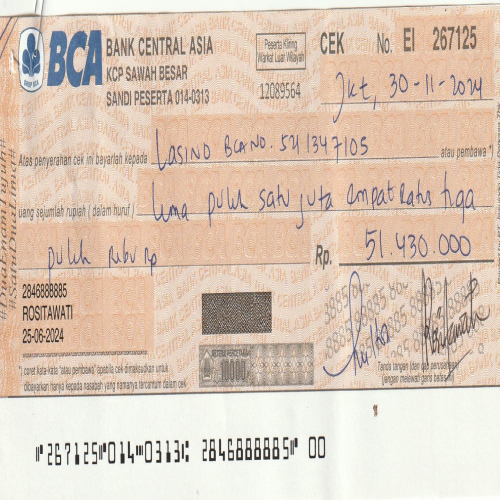 BCA BANK CENTRAL ASIA
KCP SAWAH BESAR
SANDI PESERTA 014-0313
Peserta Kliring
Warkat Luar Wilayah
12089564
CEK No. EI 267125
Jkt, 30-11-2024
Atas penyerahan cek ini bayarlah kepada LASINO BCA NO. 521347105 atau pembawa *)
uang sejumlah rupiah ( dalam huruf ) Lima puluh satu juta empat ratus tiga
puluh ribu rp
Rp. 51.430.000
2846888885
ROSITAWATI
25-06-2024
*) coret kata-kata "atau pembawa" apabila cek dimaksudkan untuk
dibayarkan hanya kepada nasabah yang namanya tercantum dalam cek
10000
Tanda tangan (dan cap perusahaan)
(jangan melewati garis batas ini)
267125 014 0313 2846888885 00